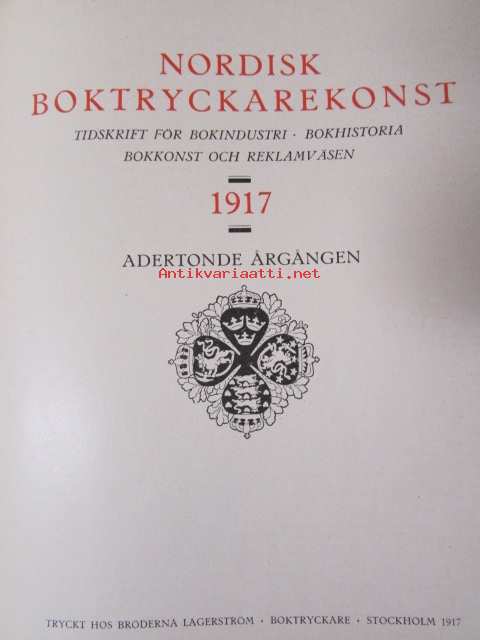 NORDISK
BOKTRYCKAREKONST
TIDSKRIFT FÖR BOKINDUSTRI · BOKHISTORIA
BOKKONST OCH REKLAMVÄSEN
1917
ADERTONDE ÅRGÅNGEN
Antikvariaatti.net
TRYCKT HOS BRÖDERNA LAGERSTRÖM · BOKTRYCKARE · STOCKHOLM 1917